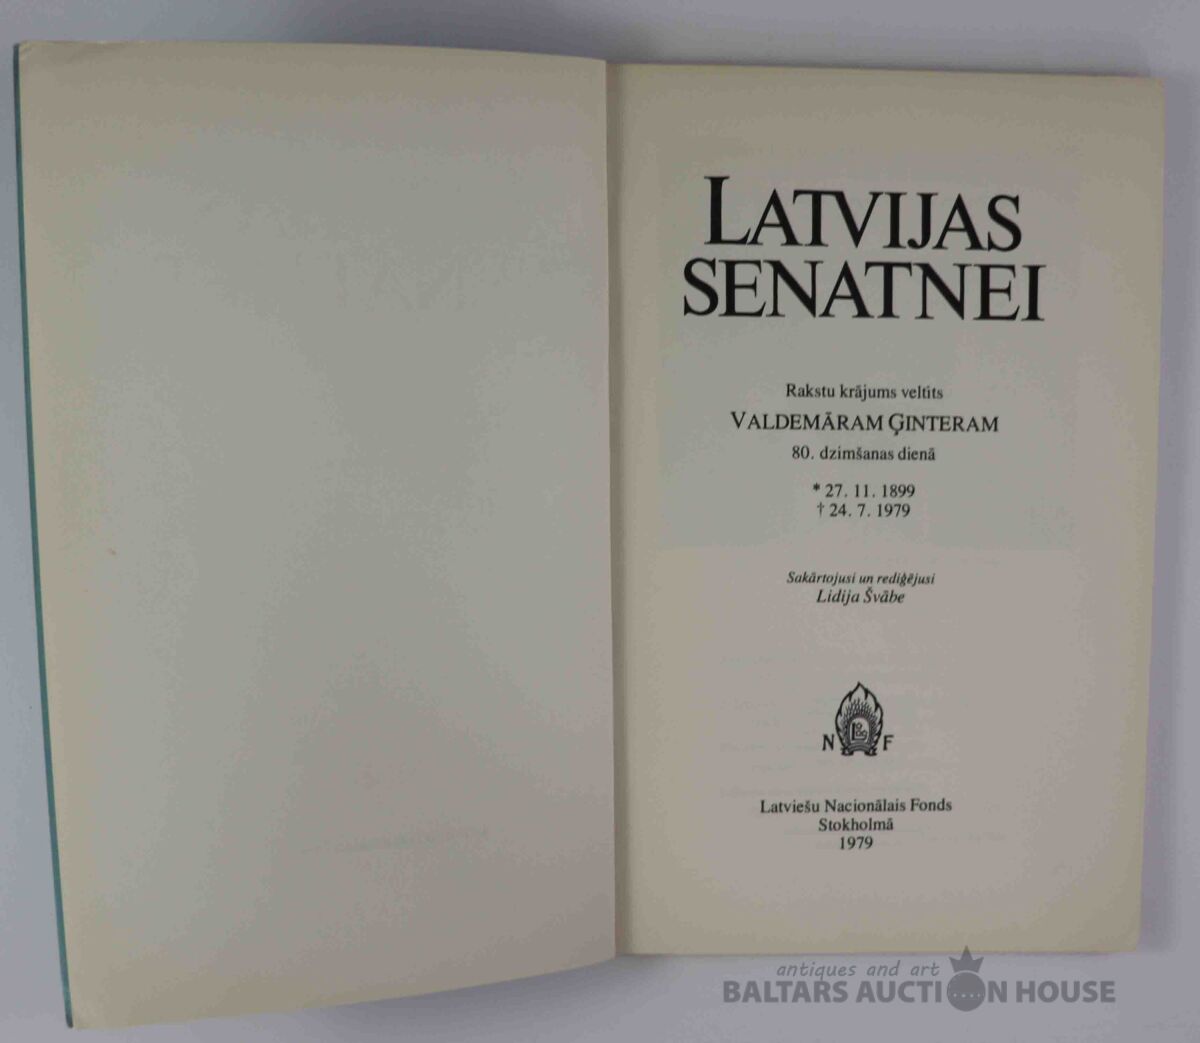 LATVIJAS
SENATNEI
Rakstu krājums veltīts
VALDEMĀRAM ĢINTERAM
80. dzimšanas dienā
* 27. 11. 1899
† 24. 7. 1979
Sakārtojusi un rediģējusi
Lidija Švābe
N F
Latviešu Nacionālais Fonds
Stokholmā
1979
antiques and art
BALTARS AUCTION HOUSE